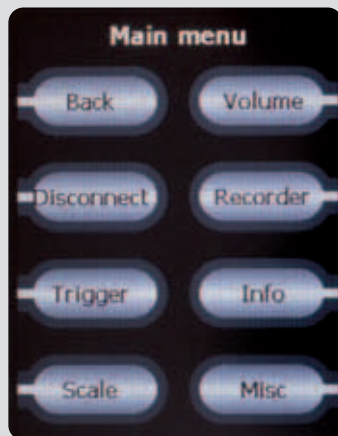 Main menu
Back Volume
Disconnect Recorder
Trigger Info
Scale Misc